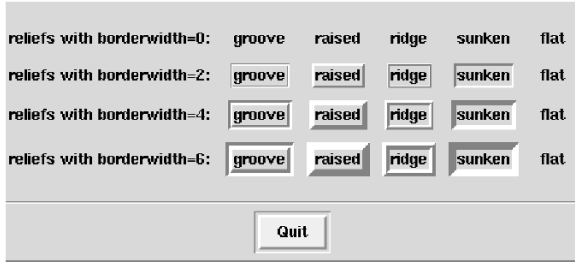 reliefs with borderwidth=0: groove raised ridge sunken flat
reliefs with borderwidth=2: groove raised ridge sunken flat
reliefs with borderwidth=4: groove raised ridge sunken flat
reliefs with borderwidth=6: groove raised ridge sunken flat
Quit